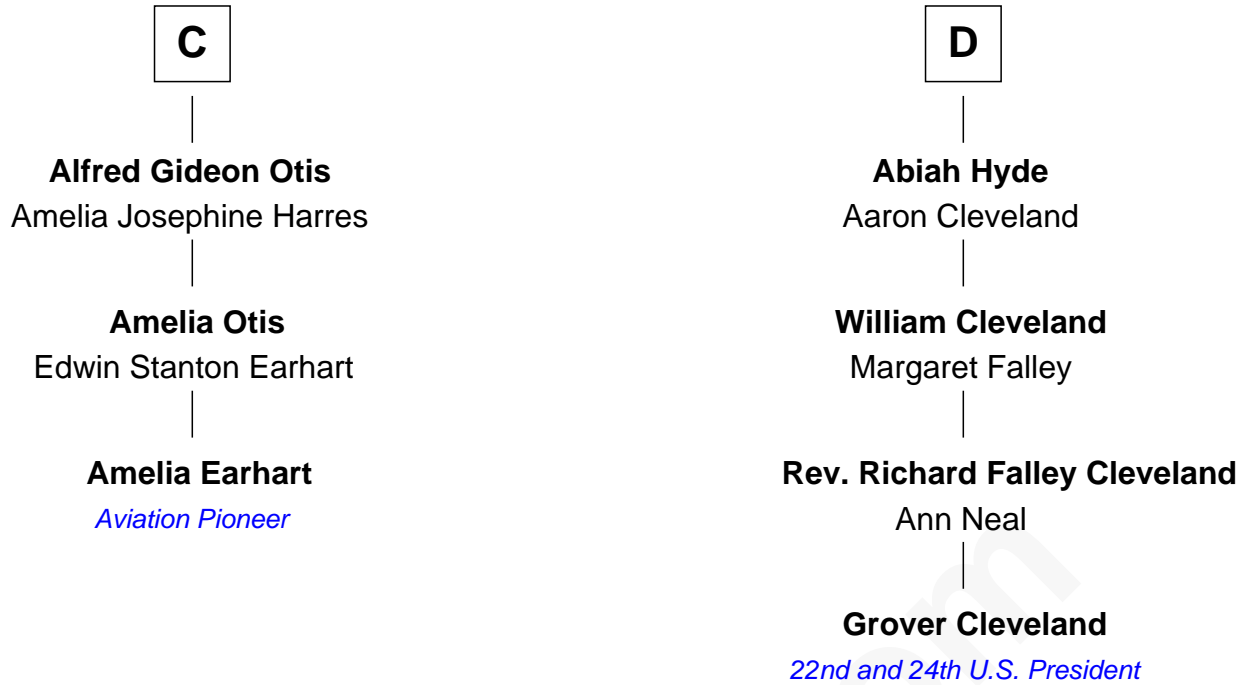 C
Alfred Gideon Otis
Amelia Josephine Harres
Amelia Otis
Edwin Stanton Earhart
Amelia Earhart
Aviation Pioneer
D
Abiah Hyde
Aaron Cleveland
William Cleveland
Margaret Falley
Rev. Richard Falley Cleveland
Ann Neal
Grover Cleveland
22nd and 24th U.S. President